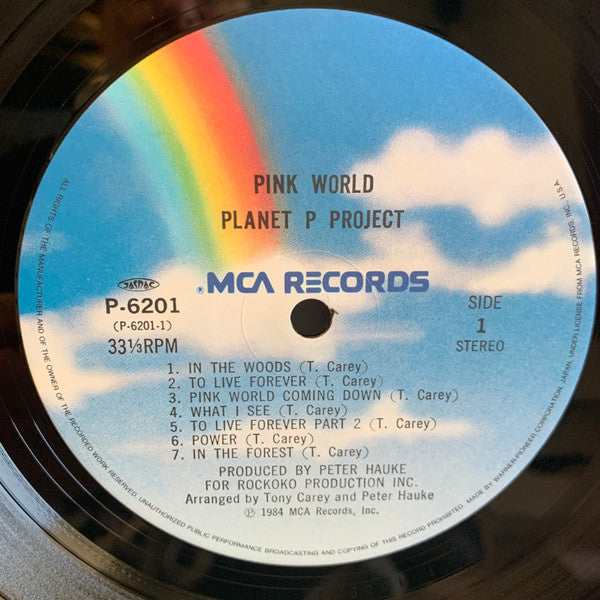 PINK WORLD
PLANET P PROJECT
® MCA RECORDS
JASRAC
P-6201
(P-6201-1)
33⅓RPM
SIDE
1
STEREO
1. IN THE WOODS (T. Carey)
2. TO LIVE FOREVER (T. Carey)
3. PINK WORLD COMING DOWN (T. Carey)
4. WHAT I SEE (T. Carey)
5. TO LIVE FOREVER PART 2 (T. Carey)
6. POWER (T. Carey)
7. IN THE FOREST (T. Carey)
PRODUCED BY PETER HAUKE
FOR ROCKOKO PRODUCTION INC.
Arranged by Tony Carey and Peter Hauke
℗ 1984 MCA Records, Inc.
ALL RIGHTS OF THE MANUFACTURER AND OF THE OWNER OF THE RECORDED WORK RESERVED. UNAUTHORIZED PUBLIC PERFORMANCE BROADCASTING AND COPYING OF THIS RECORD PROHIBITED. MADE BY WARNER-PIONEER CORPORATION, JAPAN, UNDER LICENSE FROM MCA RECORDS, INC. U.S.A.